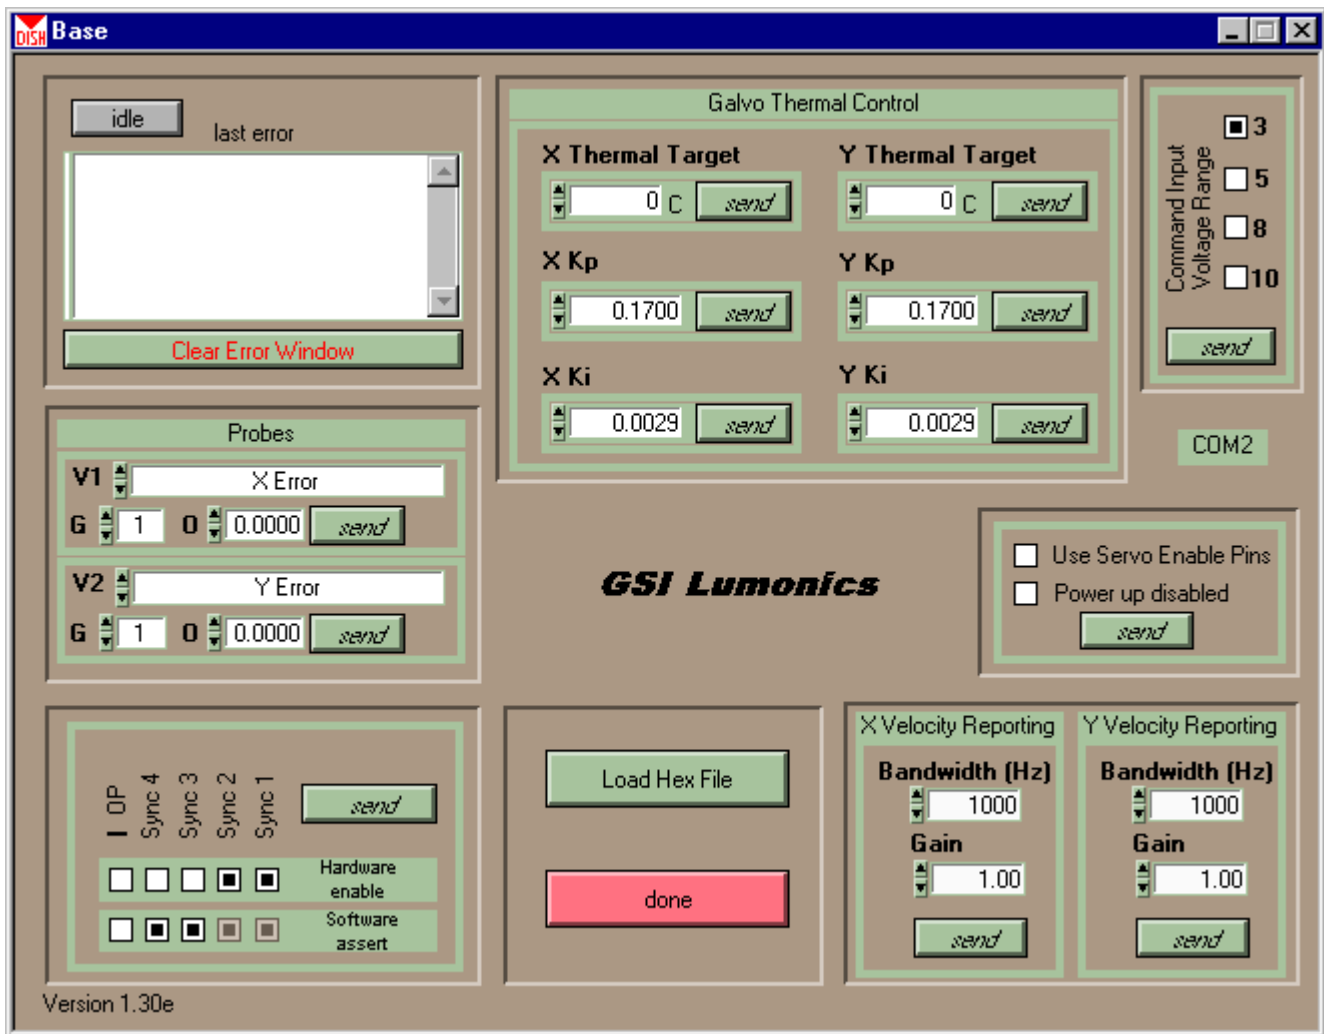 DISH Base
idle
last error
Clear Error Window
Galvo Thermal Control
X Thermal Target
Y Thermal Target
0 C send
0 C send
X Kp
Y Kp
0.1700 send
0.1700 send
X Ki
Y Ki
0.0029 send
0.0029 send
Command Input
Voltage Range
3
5
8
10
send
COM2
Probes
V1 X Error
G 1 O 0.0000 send
V2 Y Error
G 1 O 0.0000 send
GSI Lumonics
Use Servo Enable Pins
Power up disabled
send
I_OP
Sync 4
Sync 3
Sync 2
Sync 1
send
Hardware
enable
Software
assert
Load Hex File
done
X Velocity Reporting
Bandwidth (Hz)
1000
Gain
1.00
send
Y Velocity Reporting
Bandwidth (Hz)
1000
Gain
1.00
send
Version 1.30e